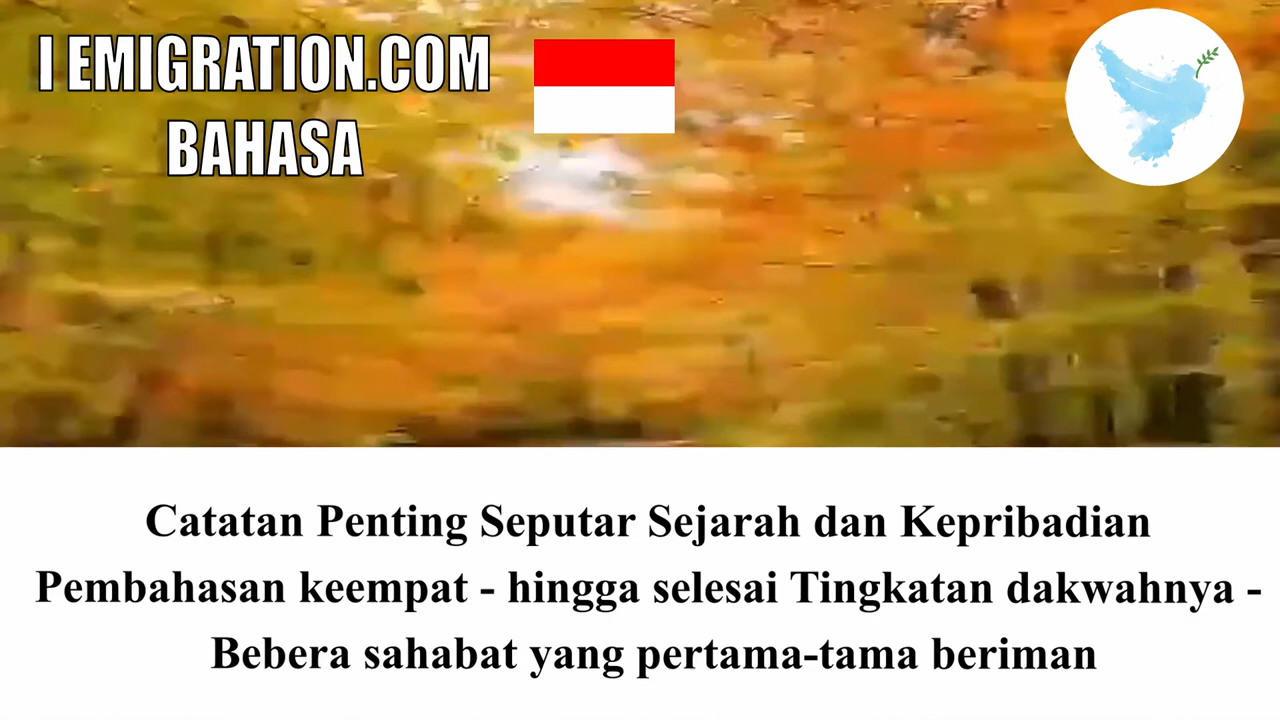 I EMIGRATION.COM
BAHASA
Catatan Penting Seputar Sejarah dan Kepribadian
Pembahasan keempat - hingga selesai Tingkatan dakwahnya -
Bebera sahabat yang pertama-tama beriman